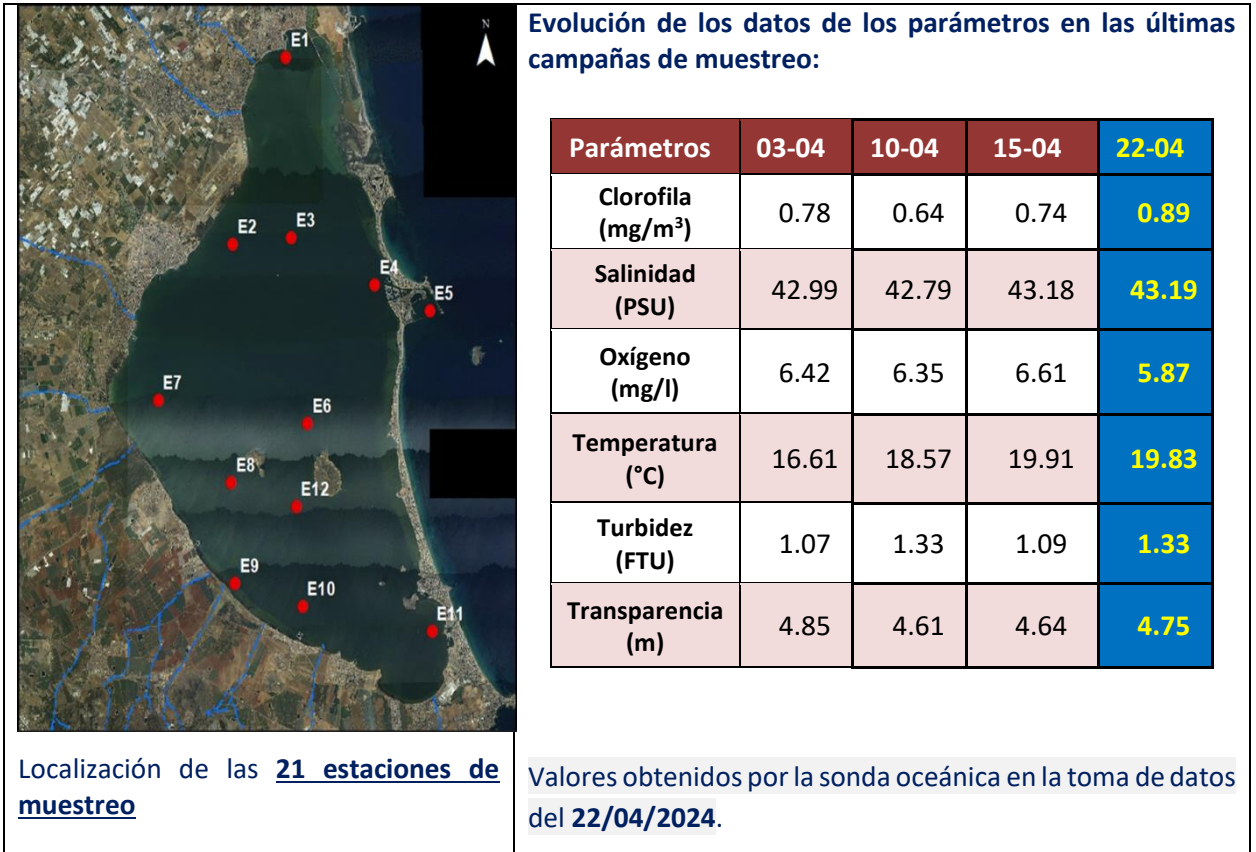 N
E1
E2
E3
E4
E5
E7
E6
E8
E12
E9
E10
E11
Localización de las 21 estaciones de
muestreo
Evolución de los datos de los parámetros en las últimas
campañas de muestreo:
Parámetros 03-04 10-04 15-04 22-04
Clorofila
(mg/m³) 0.78 0.64 0.74 0.89
Salinidad
(PSU) 42.99 42.79 43.18 43.19
Oxígeno
(mg/l) 6.42 6.35 6.61 5.87
Temperatura
(°C) 16.61 18.57 19.91 19.83
Turbidez
(FTU) 1.07 1.33 1.09 1.33
Transparencia
(m) 4.85 4.61 4.64 4.75
Valores obtenidos por la sonda oceánica en la toma de datos
del 22/04/2024.